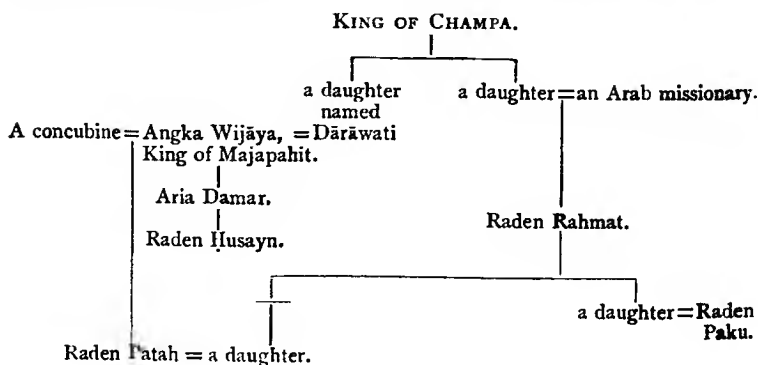 KING OF CHAMPA.
a daughter named Dārāwati
a daughter=an Arab missionary.
A concubine=Angka Wijāya, =
King of Majapahit.
Aria Damar.
Raden Ḥusayn.
Raden Rahmat.
a daughter=Raden Paku.
Raden Patah = a daughter.